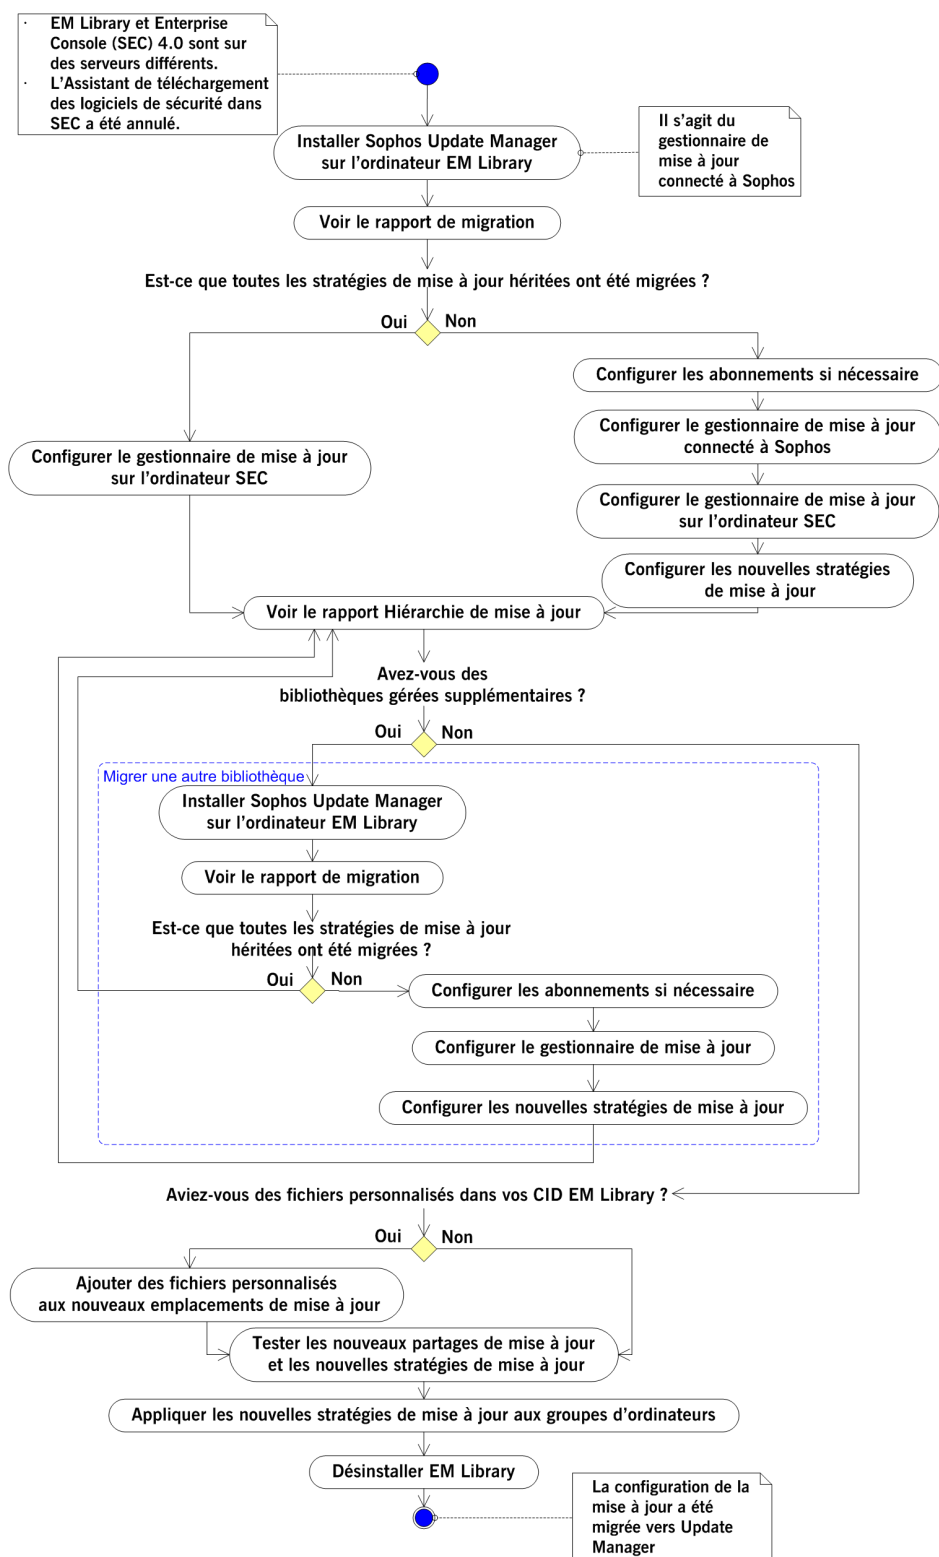 · EM Library et Enterprise
Console (SEC) 4.0 sont sur
des serveurs différents.
· L'Assistant de téléchargement
des logiciels de sécurité dans
SEC a été annulé.
Installer Sophos Update Manager
sur l'ordinateur EM Library
Il s'agit du
gestionnaire de
mise à jour
connecté à Sophos
Voir le rapport de migration
Est-ce que toutes les stratégies de mise à jour héritées ont été migrées ?
Oui
Non
Configurer les abonnements si nécessaire
Configurer le gestionnaire de mise à jour
connecté à Sophos
Configurer le gestionnaire de mise à jour
sur l'ordinateur SEC
Configurer le gestionnaire de mise à jour
sur l'ordinateur SEC
Configurer les nouvelles stratégies
de mise à jour
Voir le rapport Hiérarchie de mise à jour
Avez-vous des
bibliothèques gérées supplémentaires ?
Oui
Non
Migrer une autre bibliothèque
Installer Sophos Update Manager
sur l'ordinateur EM Library
Voir le rapport de migration
Est-ce que toutes les stratégies de mise à jour
héritées ont été migrées ?
Oui
Non
Configurer les abonnements si nécessaire
Configurer le gestionnaire de mise à jour
Configurer les nouvelles stratégies de mise à jour
Aviez-vous des fichiers personnalisés dans vos CID EM Library ?
Oui
Non
Ajouter des fichiers personnalisés
aux nouveaux emplacements de mise à jour
Tester les nouveaux partages de mise à jour
et les nouvelles stratégies de mise à jour
Appliquer les nouvelles stratégies de mise à jour aux groupes d'ordinateurs
Désinstaller EM Library
La configuration de la
mise à jour a été
migrée vers Update
Manager